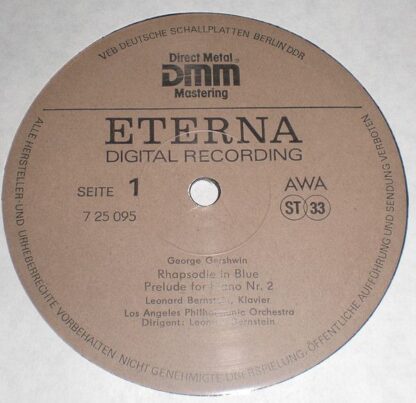 VEB DEUTSCHE SCHALLPLATTEN BERLIN DDR
Direct Metal
DMM
TM
Mastering
ETERNA
DIGITAL RECORDING
SEITE 1
7 25 095
AWA
ST 33
George Gershwin
Rhapsodie in Blue
Prelude for Piano Nr. 2
Leonard Bernstein, Klavier
Los Angeles Philharmonic Orchestra
Dirigent: Leonard Bernstein
ALLE HERSTELLER- UND URHEBERRECHTE VORBEHALTEN · NICHT GENEHMIGTE ÜBERSPIELUNG, ÖFFENTLICHE AUFFÜHRUNG UND SENDUNG VERBOTEN